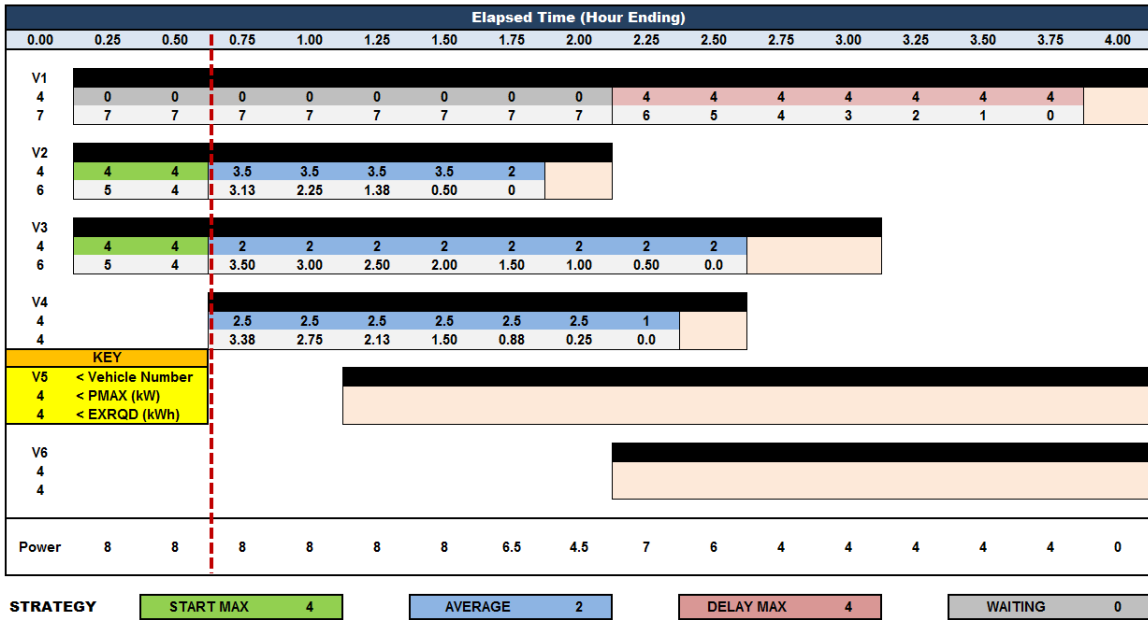 Elapsed Time (Hour Ending)
0.00 0.25 0.50 0.75 1.00 1.25 1.50 1.75 2.00 2.25 2.50 2.75 3.00 3.25 3.50 3.75 4.00
V1
4 0 0 0 0 0 0 0 0 4 4 4 4 4 4 4
7 7 7 7 7 7 7 7 7 6 5 4 3 2 1 0
V2
4 4 4 3.5 3.5 3.5 3.5 2
6 5 4 3.13 2.25 1.38 0.50 0
V3
4 4 4 2 2 2 2 2 2 2 2
6 5 4 3.50 3.00 2.50 2.00 1.50 1.00 0.50 0.0
V4
4 2.5 2.5 2.5 2.5 2.5 2.5 1
4 3.38 2.75 2.13 1.50 0.88 0.25 0.0
KEY
V5 < Vehicle Number
4 < PMAX (kW)
4 < EXRQD (kWh)
V6
4
4
Power 8 8 8 8 8 8 6.5 4.5 7 6 4 4 4 4 4 0
STRATEGY START MAX 4 AVERAGE 2 DELAY MAX 4 WAITING 0